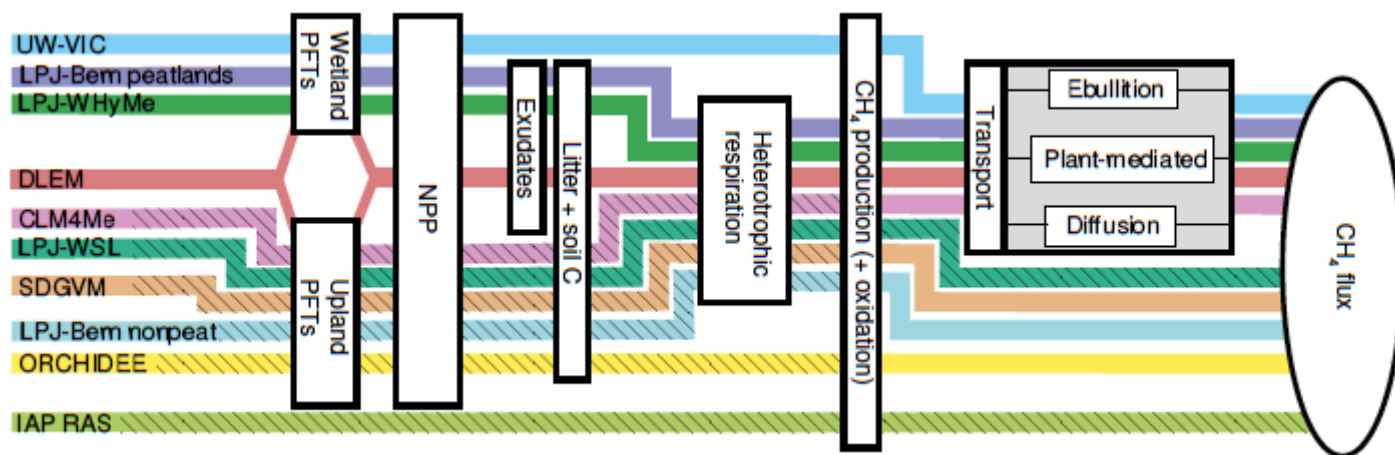 UW-VIC
LPJ-Bern peatlands
LPJ-WHyMe
DLEM
CLM4Me
LPJ-WSL
SDGVM
LPJ-Bern nonpeat
ORCHIDEE
IAP RAS
Wetland
PFTs
Upland
PFTs
NPP
Exudates
Litter + soil C
Heterotrophic
respiration
CH₄ production (+ oxidation)
Transport
Ebullition
Plant-mediated
Diffusion
CH₄ flux